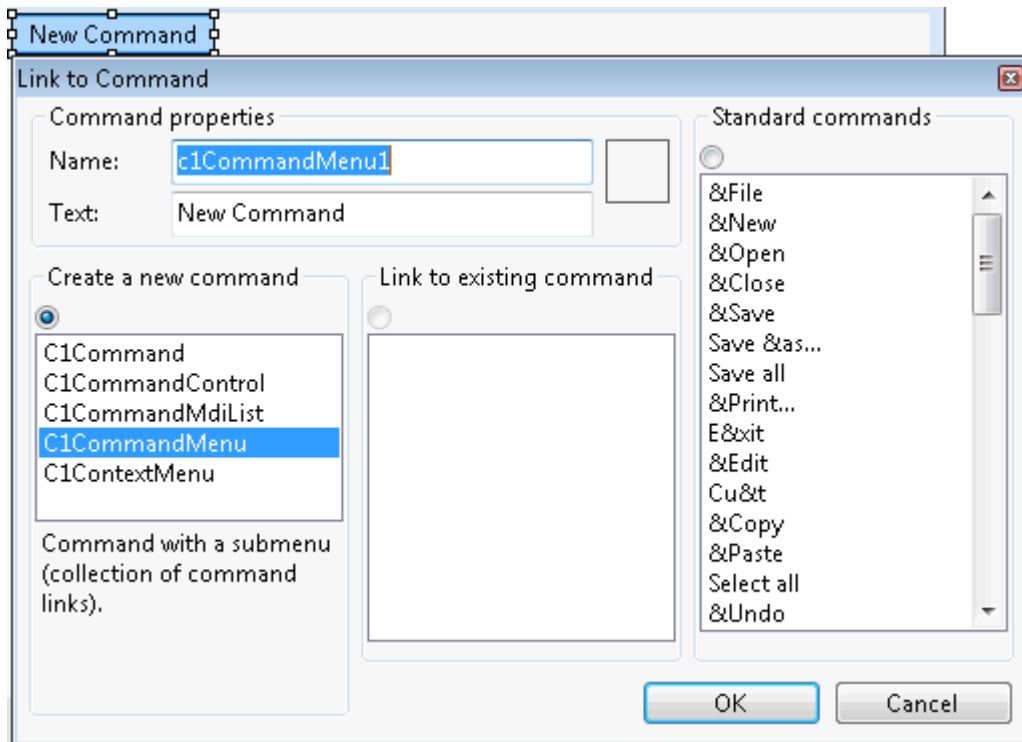 New Command
Link to Command
Command properties
Name:
c1CommandMenu1
Text:
New Command
Create a new command
C1Command
C1CommandControl
C1CommandMdiList
C1CommandMenu
C1ContextMenu
Command with a submenu
(collection of command
links).
Link to existing command
Standard commands
&File
&New
&Open
&Close
&Save
Save &as...
Save all
&Print...
E&xit
&Edit
Cu&t
&Copy
&Paste
Select all
&Undo
OK
Cancel